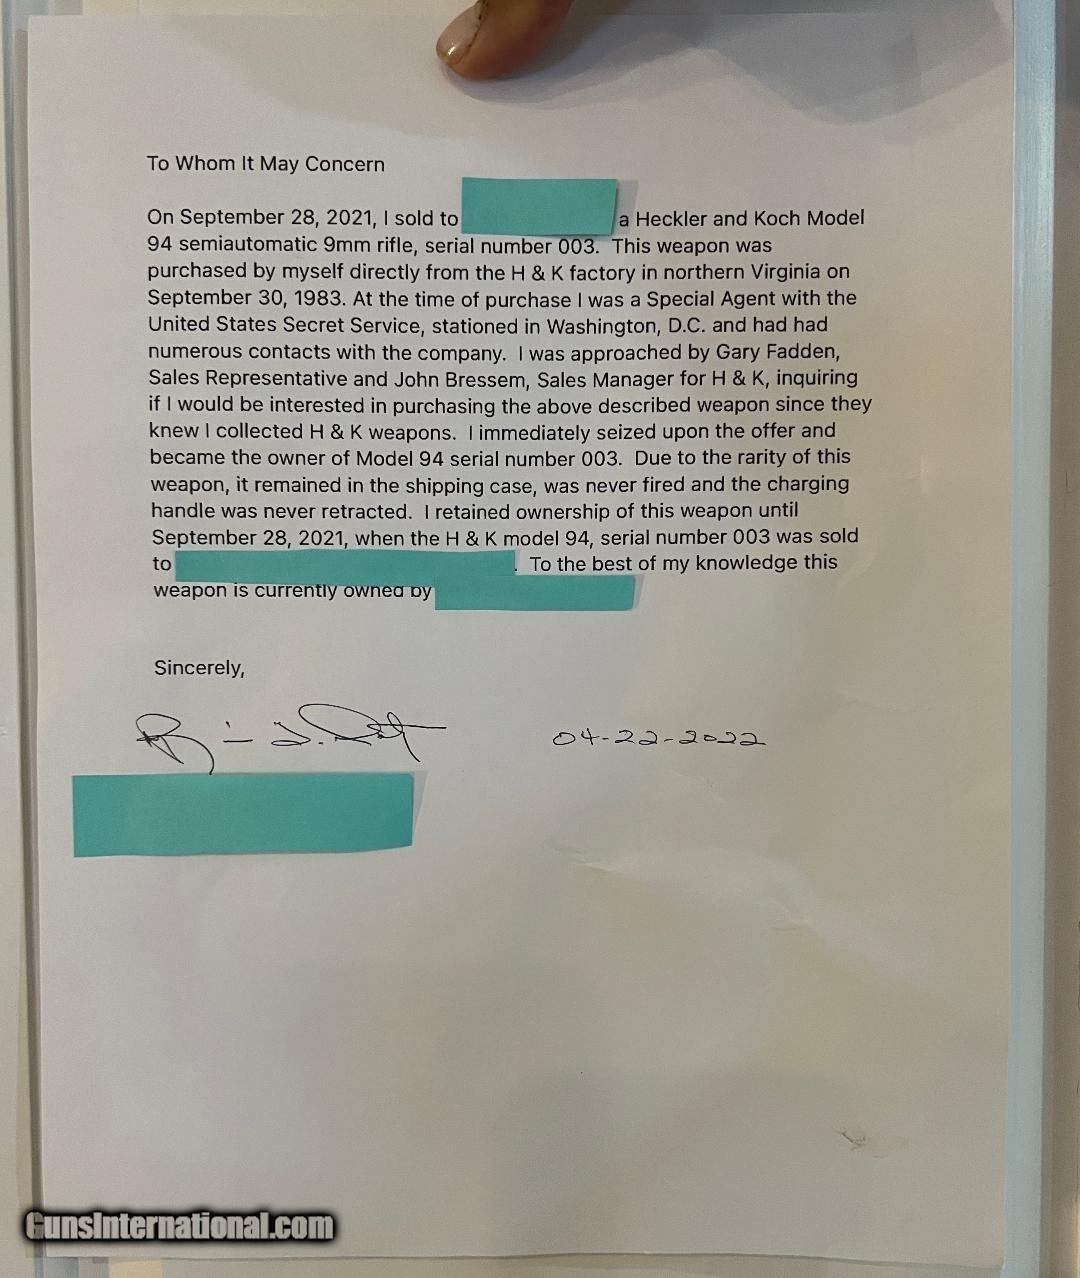 To Whom It May Concern
On September 28, 2021, I sold to a Heckler and Koch Model
94 semiautomatic 9mm rifle, serial number 003. This weapon was
purchased by myself directly from the H & K factory in northern Virginia on
September 30, 1983. At the time of purchase I was a Special Agent with the
United States Secret Service, stationed in Washington, D.C. and had had
numerous contacts with the company. I was approached by Gary Fadden,
Sales Representative and John Bressem, Sales Manager for H & K, inquiring
if I would be interested in purchasing the above described weapon since they
knew I collected H & K weapons. I immediately seized upon the offer and
became the owner of Model 94 serial number 003. Due to the rarity of this
weapon, it remained in the shipping case, was never fired and the charging
handle was never retracted. I retained ownership of this weapon until
September 28, 2021, when the H & K model 94, serial number 003 was sold
to . To the best of my knowledge this
weapon is currently owned by
Sincerely,
04-22-2022
GunsInternational.com